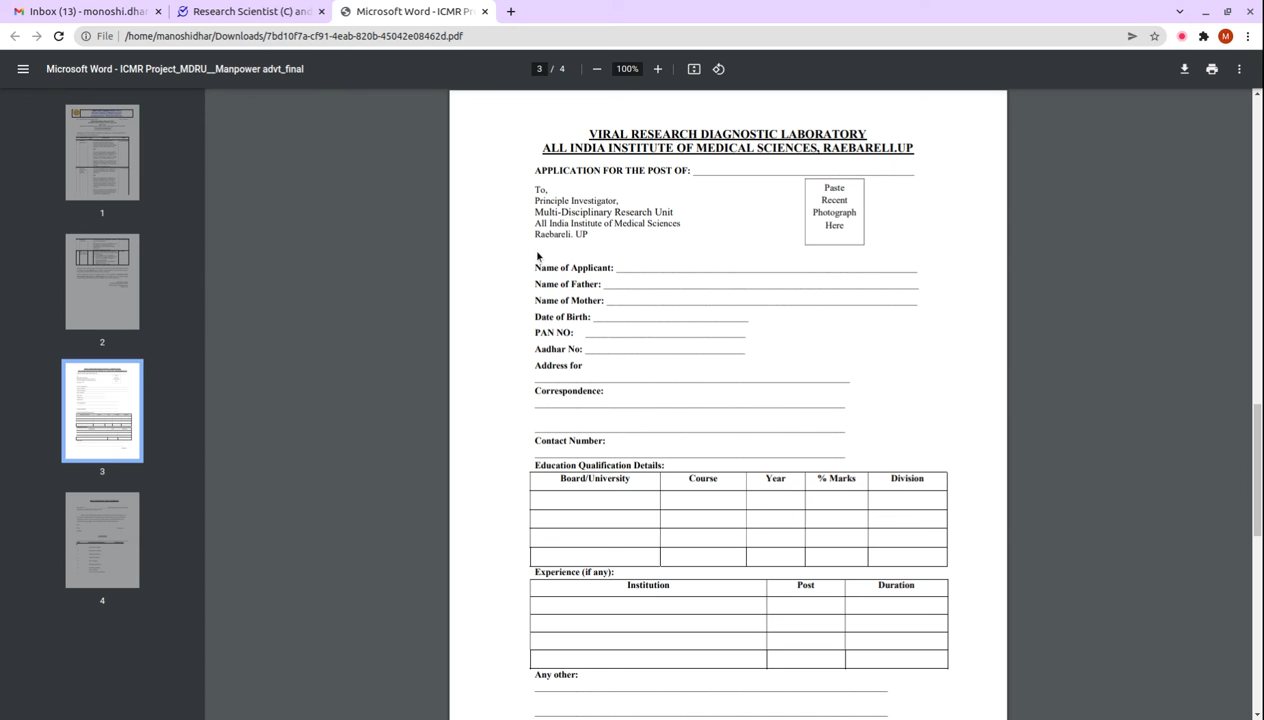 Inbox (13) - monoshi.dha
Research Scientist (C) and
Microsoft Word - ICMR Pr
File
/home/manoshidhar/Downloads/7bd10f7a-cf91-4eab-820b-45042e08462d.pdf
M
Microsoft Word - ICMR Project_MDRU__Manpower advt_final
3 / 4
100%
1
2
3
4
VIRAL RESEARCH DIAGNOSTIC LABORATORY
ALL INDIA INSTITUTE OF MEDICAL SCIENCES, RAEBARELI.UP
APPLICATION FOR THE POST OF:
To,
Principle Investigator,
Multi-Disciplinary Research Unit
All India Institute of Medical Sciences
Raebareli. UP
Paste
Recent
Photograph
Here
Name of Applicant:
Name of Father:
Name of Mother:
Date of Birth:
PAN NO:
Aadhar No:
Address for
Correspondence:
Contact Number:
Education Qualification Details:
Board/University Course Year % Marks Division
Experience (if any):
Institution Post Duration
Any other: